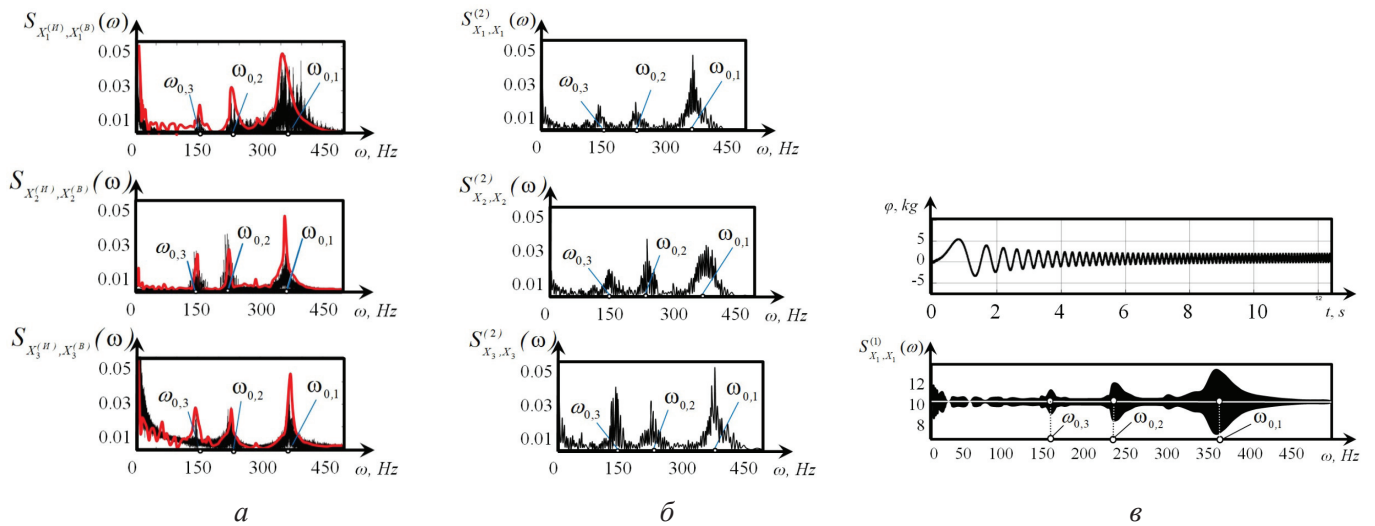 S X₁⁽ᴴ⁾,X₁⁽ᴮ⁾ (ω)
0.05
0.03
0.01
ω0,3
ω0,2
ω0,1
0 150 300 450
ω, Hz
S X₂⁽ᴴ⁾,X₂⁽ᴮ⁾ (ω)
0.05
0.03
0.01
ω0,3
ω0,2
ω0,1
0 150 300 450
ω, Hz
S X₃⁽ᴴ⁾,X₃⁽ᴮ⁾ (ω)
0.05
0.03
0.01
ω0,3
ω0,2
ω0,1
0 150 300 450
ω, Hz
а
S⁽²⁾ X₁,X₁ (ω)
0.05
0.03
0.01
ω0,3
ω0,2
ω0,1
0 150 300 450
ω, Hz
S⁽²⁾ X₂,X₂ (ω)
0.05
0.03
0.01
ω0,3
ω0,2
ω0,1
0 150 300 450
ω, Hz
S⁽²⁾ X₃,X₃ (ω)
0.05
0.03
0.01
ω0,3
ω0,2
ω0,1
0 150 300 450
ω, Hz
б
φ, kg
5
0
-5
12
0 2 4 6 8 10 t, s
S⁽¹⁾ X₁,X₁ (ω)
12
10
8
ω0,3
ω0,2
ω0,1
0 50 100 150 200 250 300 350 400 450
ω, Hz
в